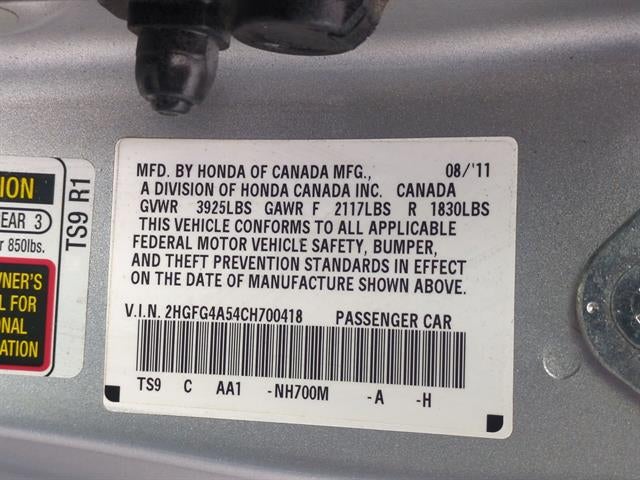 MFD. BY HONDA OF CANADA MFG., 08/'11
A DIVISION OF HONDA CANADA INC. CANADA
GVWR 3925LBS GAWR F 2117LBS R 1830LBS
THIS VEHICLE CONFORMS TO ALL APPLICABLE
FEDERAL MOTOR VEHICLE SAFETY, BUMPER,
AND THEFT PREVENTION STANDARDS IN EFFECT
ON THE DATE OF MANUFACTURE SHOWN ABOVE.
V.I.N. 2HGFG4A54CH700418 PASSENGER CAR
TS9 C AA1 -NH700M -A -H
ION
EAR 3
r 850lbs.
WNER'S
L FOR
ONAL
ATION
TS9 R1